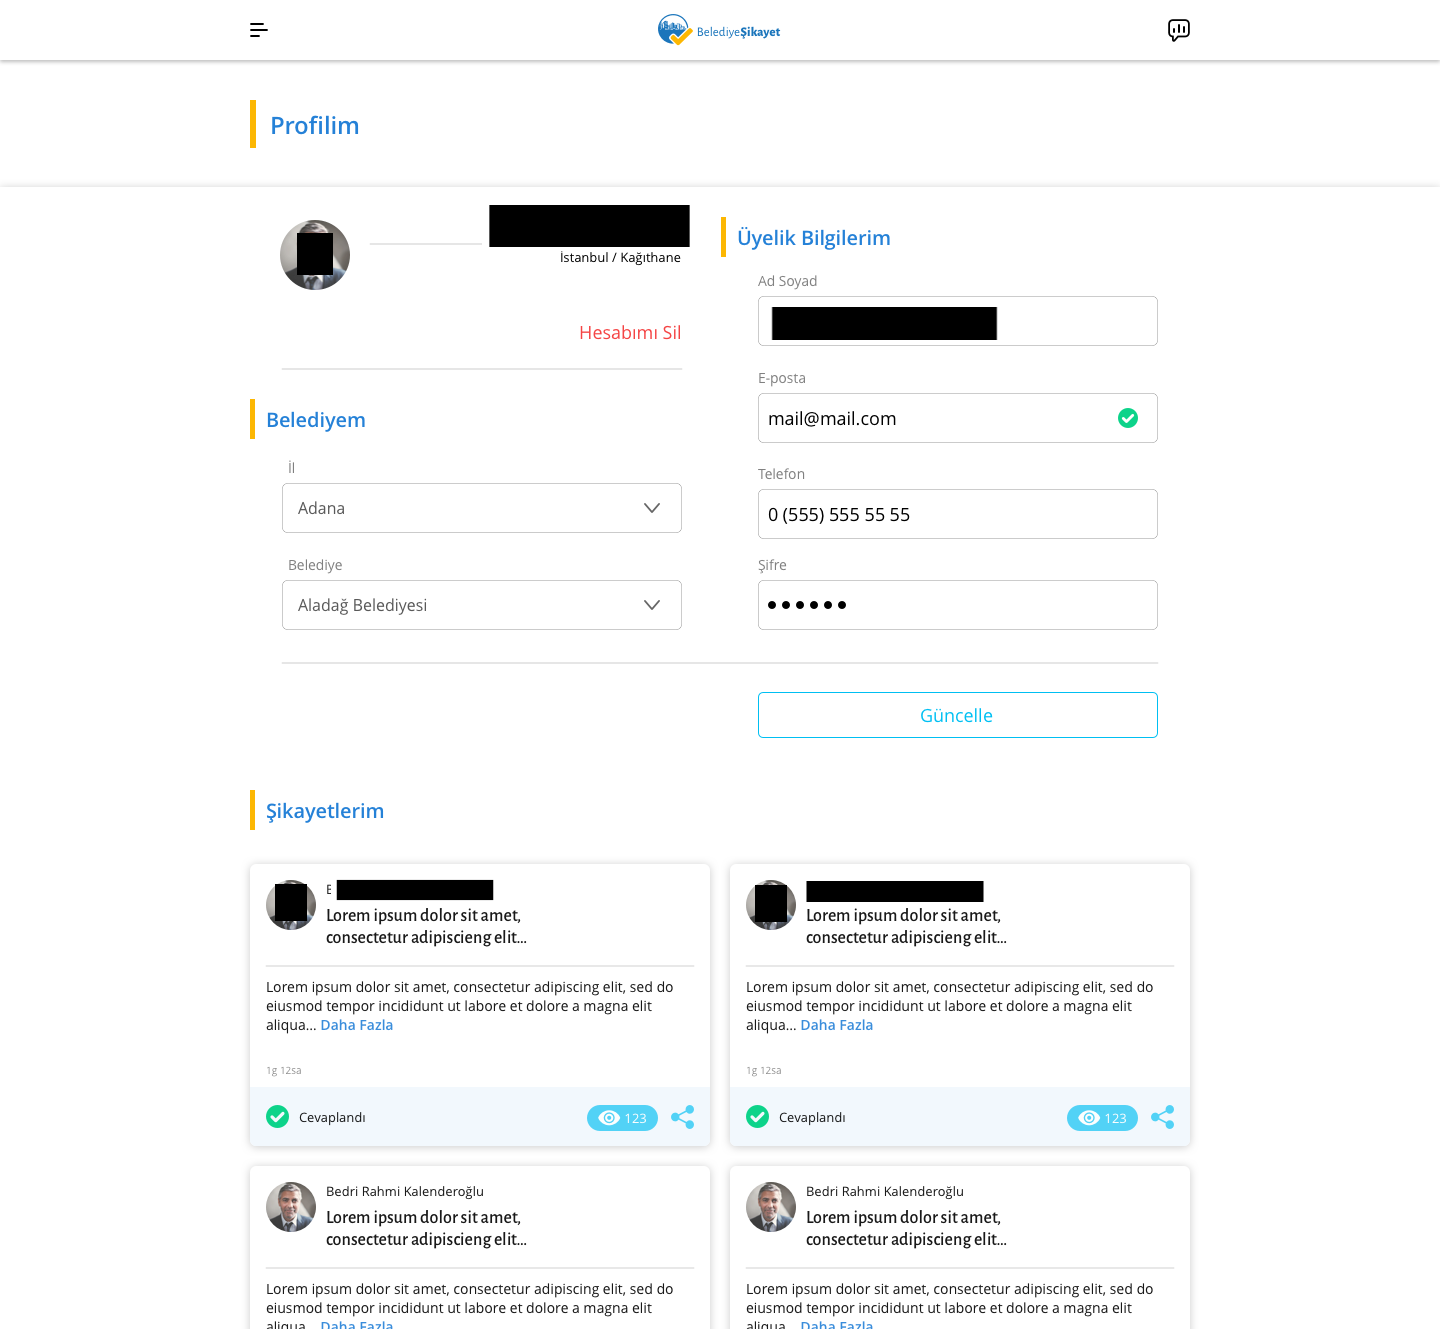 BelediyeŞikayet
Profilim
İstanbul / Kağıthane
Hesabımı Sil
Belediyem
İl
Adana
Belediye
Aladağ Belediyesi
Üyelik Bilgilerim
Ad Soyad
E-posta
mail@mail.com
Telefon
0 (555) 555 55 55
Şifre
Güncelle
Şikayetlerim
Lorem ipsum dolor sit amet,
consectetur adipiscieng elit...
Lorem ipsum dolor sit amet, consectetur adipiscing elit, sed do
eiusmod tempor incididunt ut labore et dolore a magna elit
aliqua... Daha Fazla
1g 12sa
Cevaplandı
123
Lorem ipsum dolor sit amet,
consectetur adipiscieng elit...
Lorem ipsum dolor sit amet, consectetur adipiscing elit, sed do
eiusmod tempor incididunt ut labore et dolore a magna elit
aliqua... Daha Fazla
1g 12sa
Cevaplandı
123
Bedri Rahmi Kalenderoğlu
Lorem ipsum dolor sit amet,
consectetur adipiscieng elit...
Lorem ipsum dolor sit amet, consectetur adipiscing elit, sed do
eiusmod tempor incididunt ut labore et dolore a magna elit
aliqua... Daha Fazla
Bedri Rahmi Kalenderoğlu
Lorem ipsum dolor sit amet,
consectetur adipiscieng elit...
Lorem ipsum dolor sit amet, consectetur adipiscing elit, sed do
eiusmod tempor incididunt ut labore et dolore a magna elit
aliqua... Daha Fazla